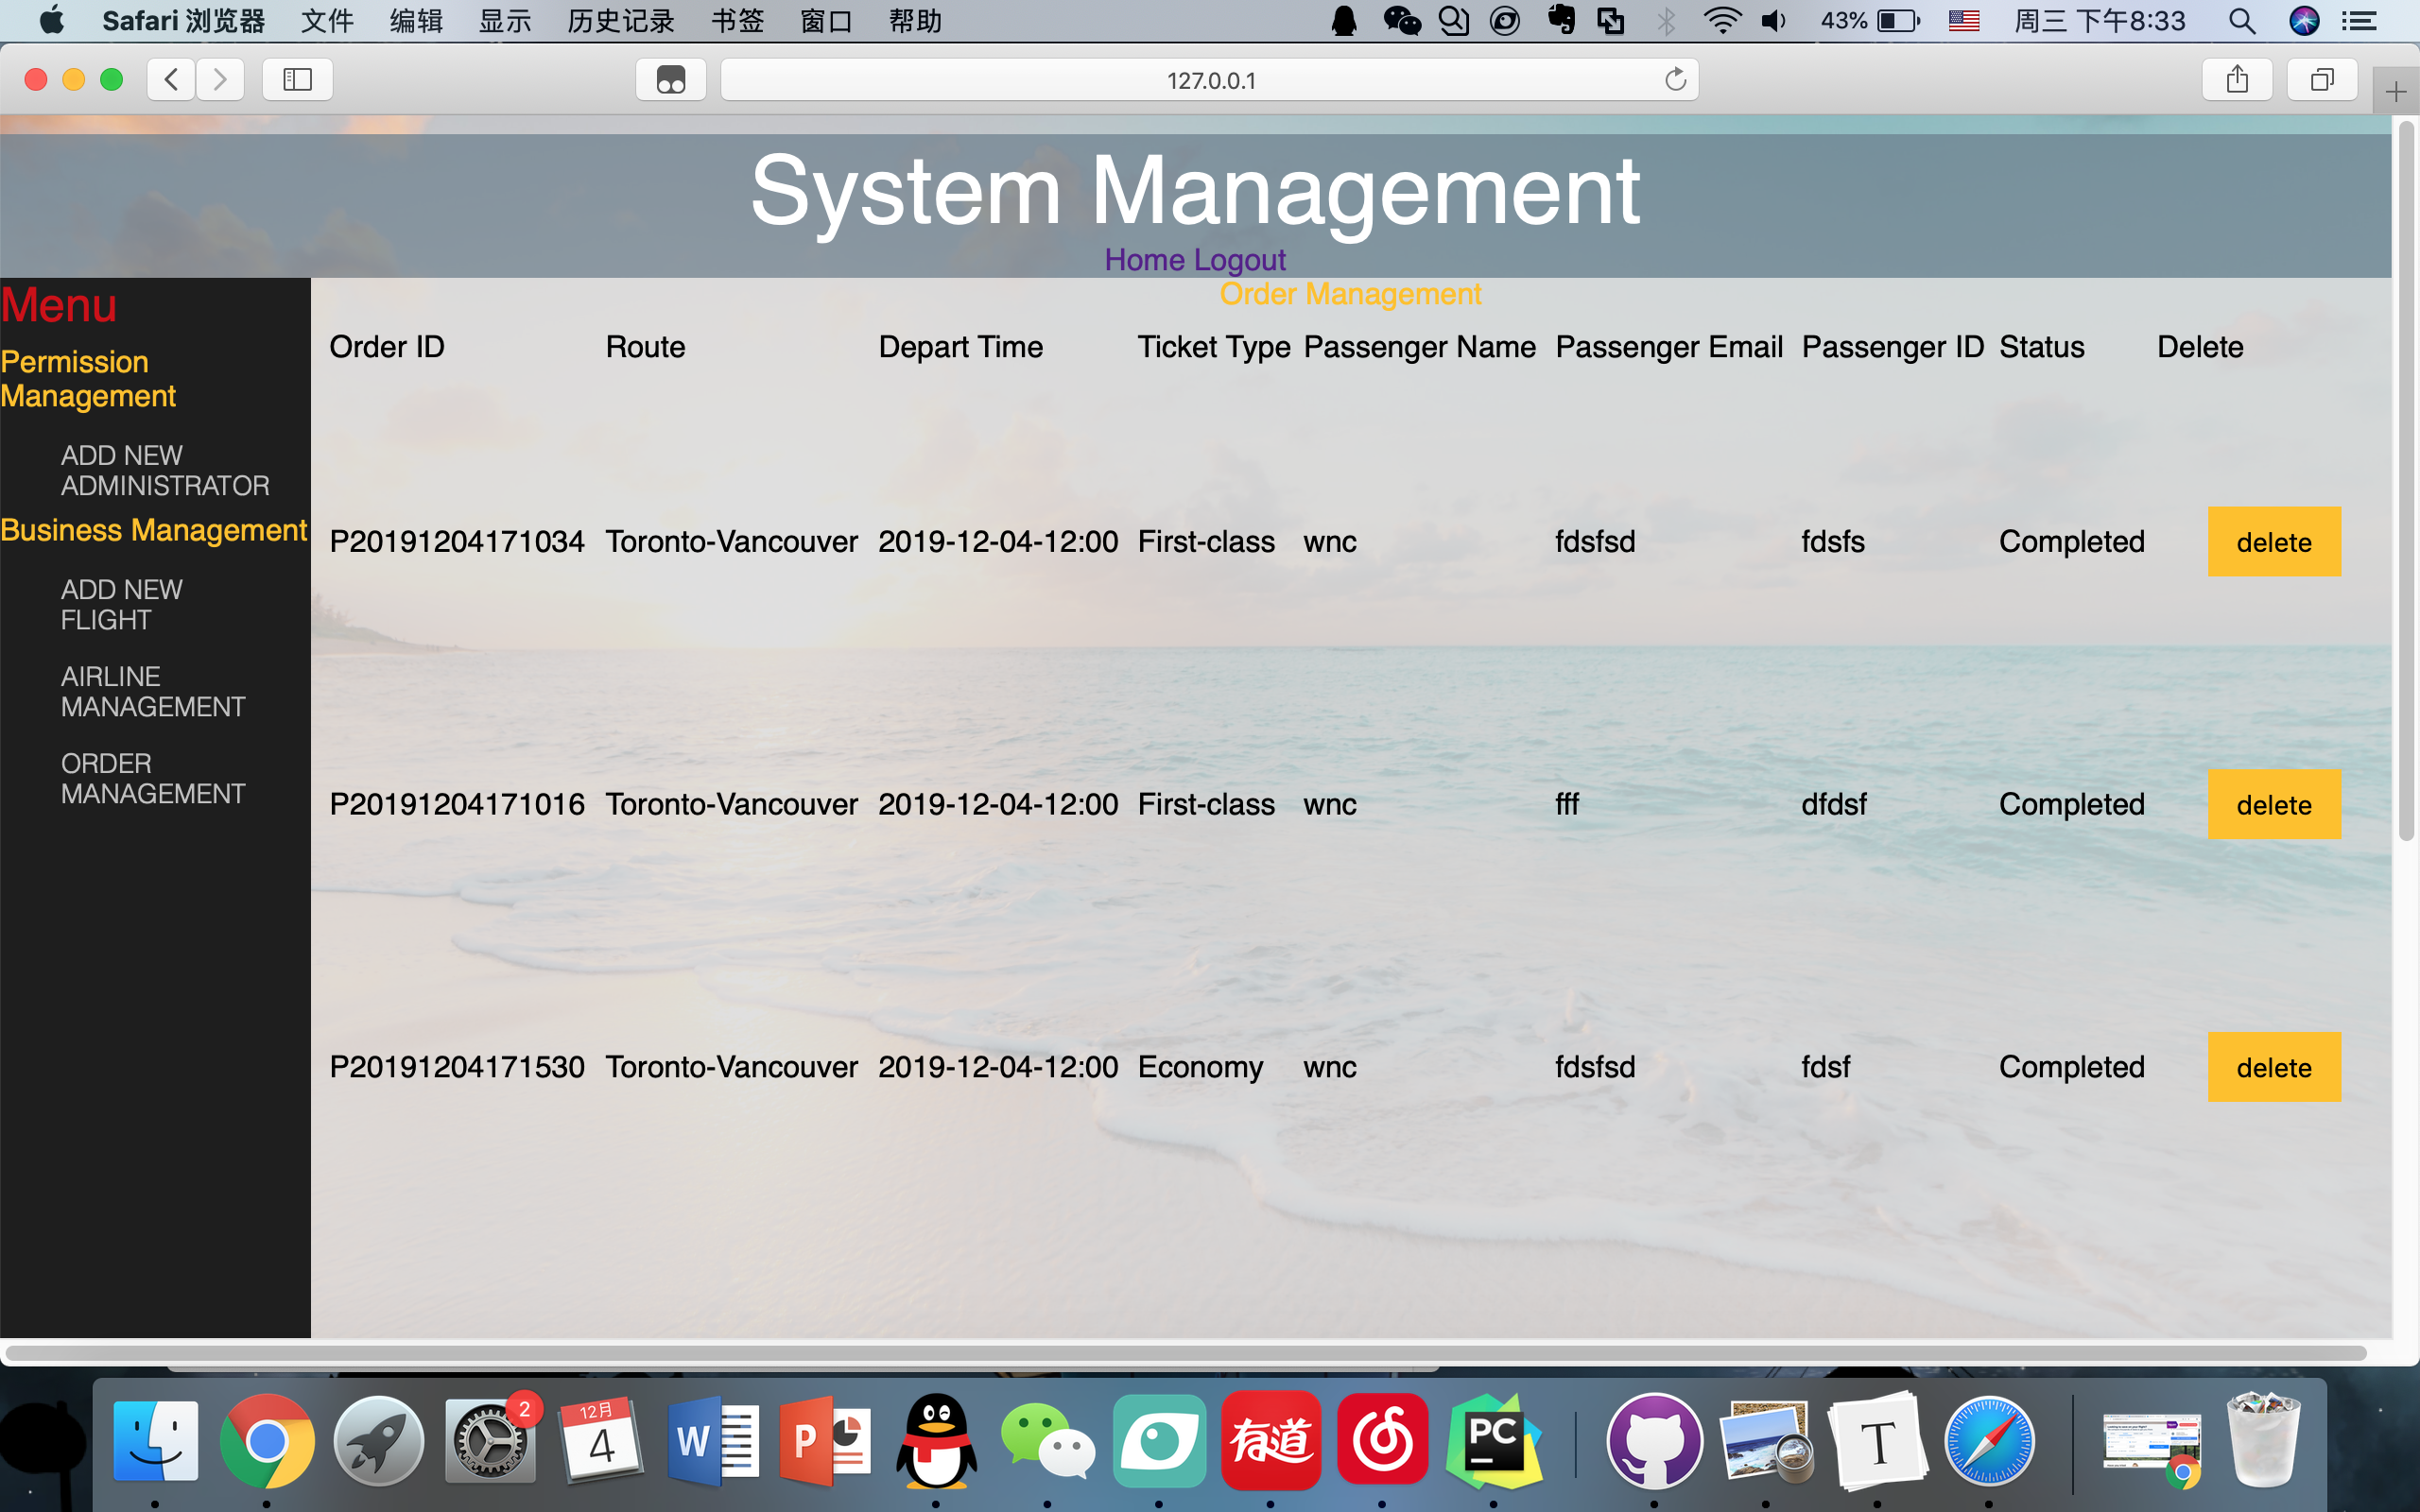 Safari 浏览器 文件 编辑 显示 历史记录 书签 窗口 帮助 43% 周三 下午8:33
127.0.0.1
System Management
Home Logout
Menu
Permission
Management
ADD NEW
ADMINISTRATOR
Business Management
ADD NEW
FLIGHT
AIRLINE
MANAGEMENT
ORDER
MANAGEMENT
Order Management
Order ID Route Depart Time Ticket Type Passenger Name Passenger Email Passenger ID Status Delete
P20191204171034 Toronto-Vancouver 2019-12-04-12:00 First-class wnc fdsfsd fdsfs Completed delete
P20191204171016 Toronto-Vancouver 2019-12-04-12:00 First-class wnc fff dfdsf Completed delete
P20191204171530 Toronto-Vancouver 2019-12-04-12:00 Economy wnc fdsfsd fdsf Completed delete
2
12月
4
W
P
有道
PC
T